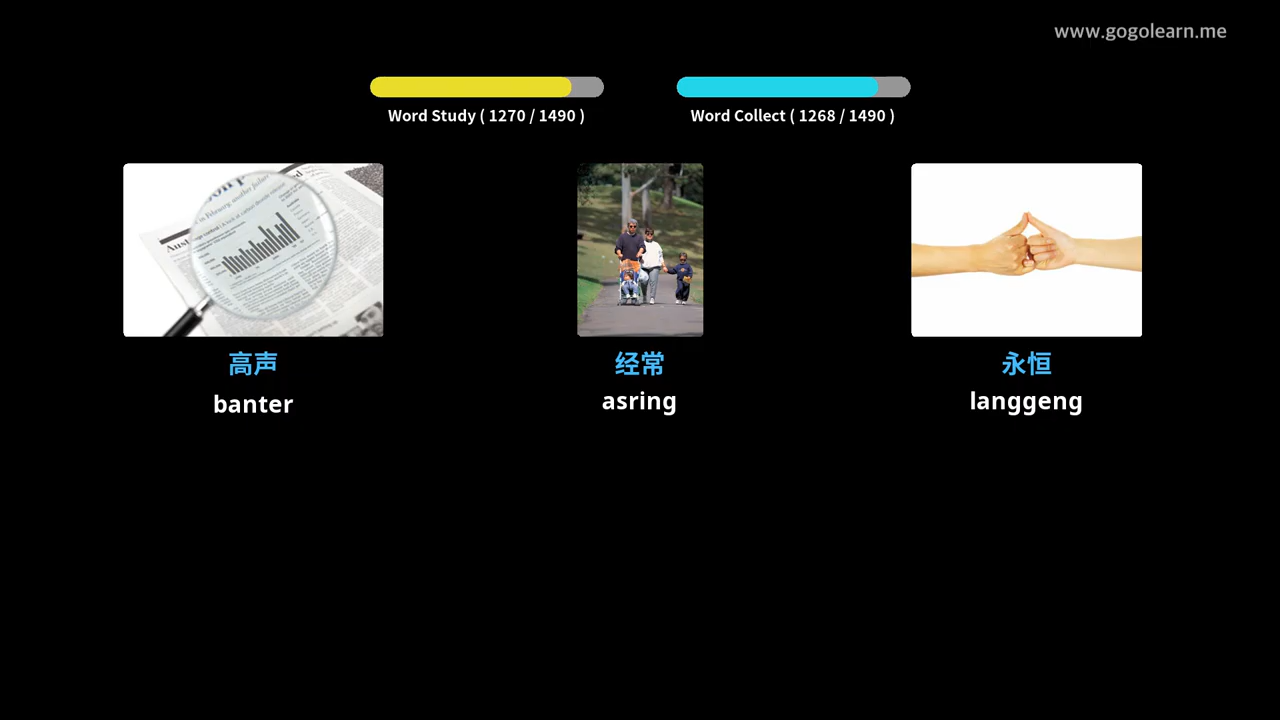 www.gogolearn.me
Word Study ( 1270 / 1490 )
Word Collect ( 1268 / 1490 )
高声
经常
永恒
banter
asring
langgeng